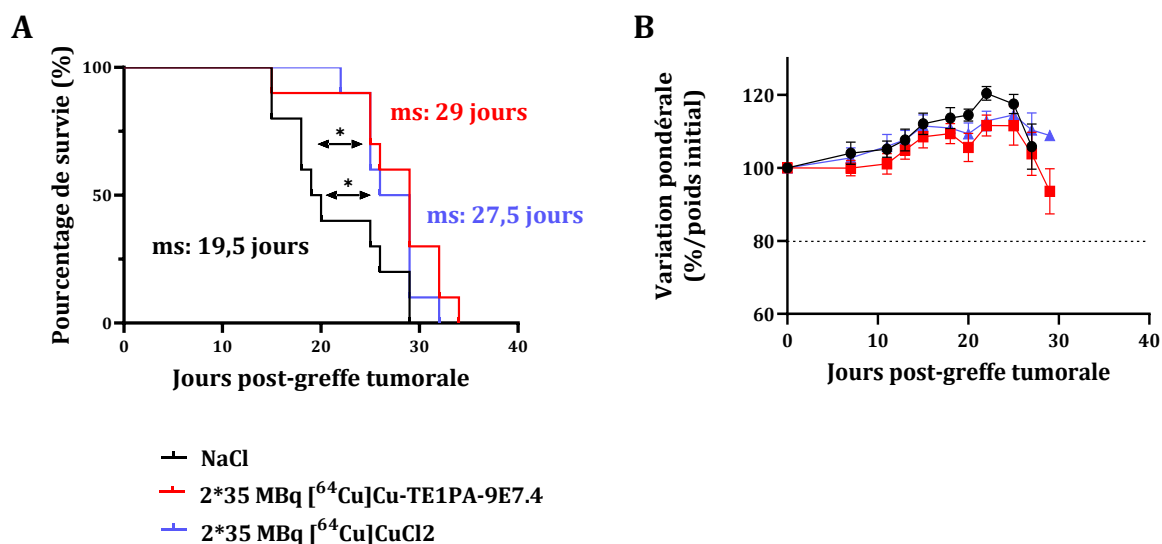 A
Pourcentage de survie (%)
100
50
0
0
10
20
30
40
Jours post-greffe tumorale
ms: 29 jours
*
*
ms: 27,5 jours
ms: 19,5 jours
B
Variation pondérale
(%/poids initial)
120
100
80
60
0
10
20
30
40
Jours post-greffe tumorale
NaCl
2*35 MBq [⁶⁴Cu]Cu-TE1PA-9E7.4
2*35 MBq [⁶⁴Cu]CuCl2